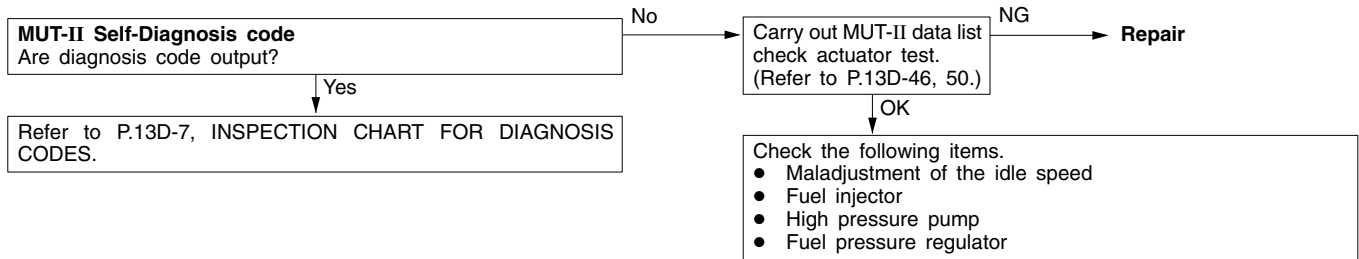 MUT-II Self-Diagnosis code
Are diagnosis code output?
No
Carry out MUT-II data list
check actuator test.
(Refer to P.13D-46, 50.)
NG
Repair
Yes
OK
Refer to P.13D-7, INSPECTION CHART FOR DIAGNOSIS
CODES.
Check the following items.
● Maladjustment of the idle speed
● Fuel injector
● High pressure pump
● Fuel pressure regulator